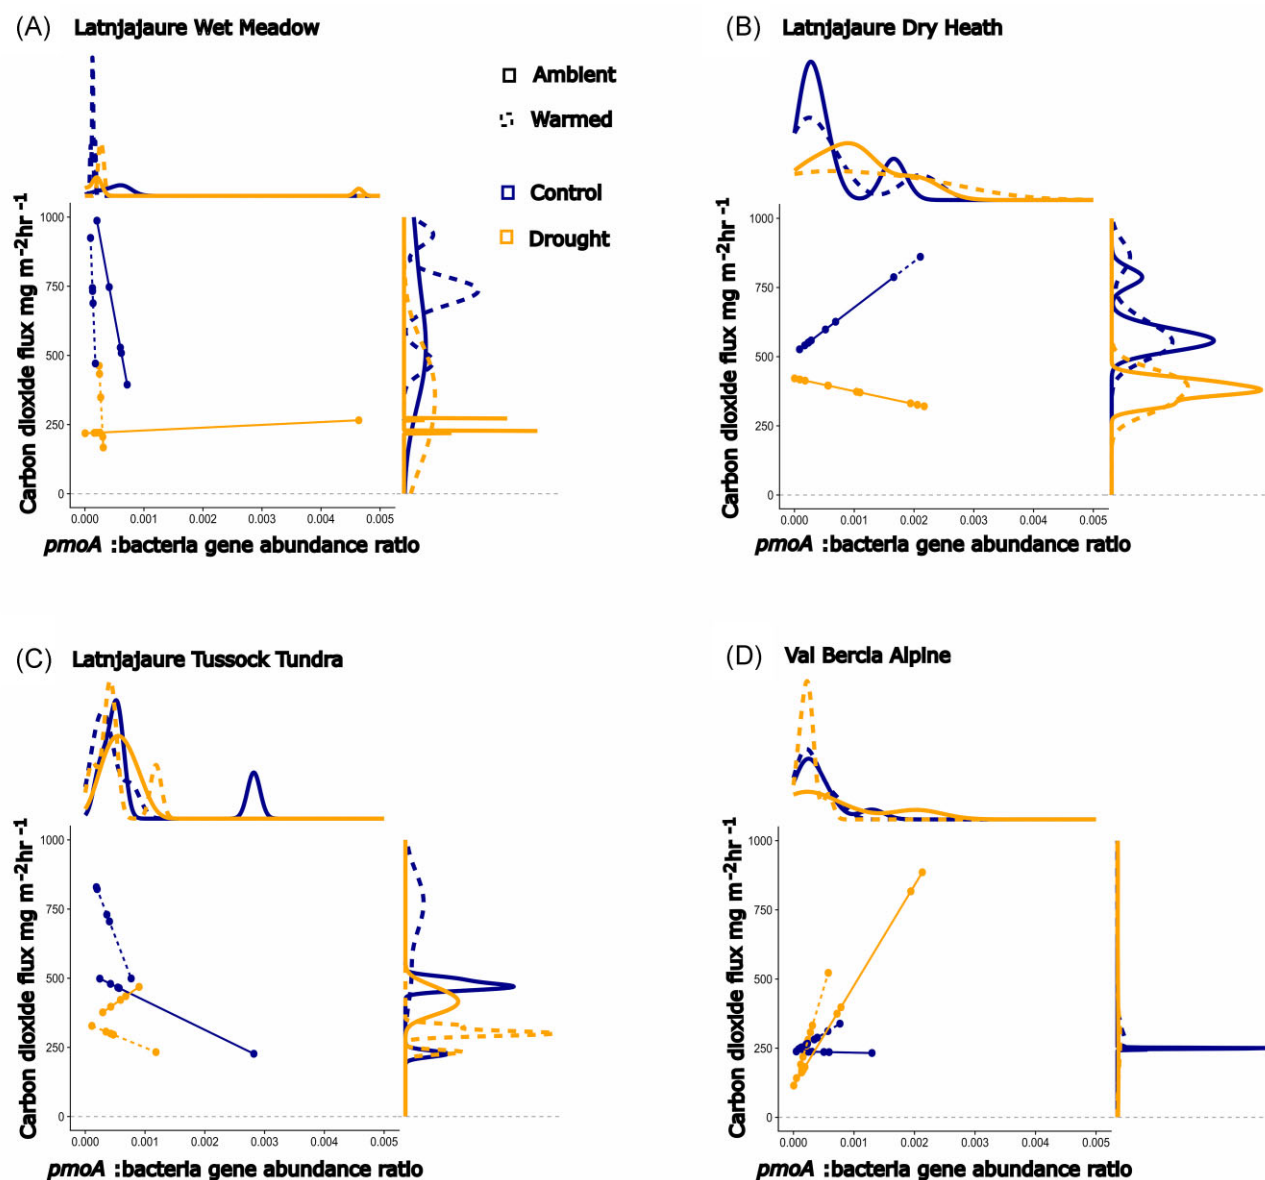 (A) Latnjajaure Wet Meadow
Ambient
Warmed
Control
Drought
Carbon dioxide flux mg m⁻²hr ⁻¹
1000
750
500
250
0
0.000 0.001 0.002 0.003 0.004 0.005
pmoA :bacteria gene abundance ratio
(B) Latnjajaure Dry Heath
Carbon dioxide flux mg m⁻²hr ⁻¹
1000
750
500
250
0
0.000 0.001 0.002 0.003 0.004 0.005
pmoA :bacteria gene abundance ratio
(C) Latnjajaure Tussock Tundra
Carbon dioxide flux mg m⁻²hr ⁻¹
1000
750
500
250
0
0.000 0.001 0.002 0.003 0.004 0.005
pmoA :bacteria gene abundance ratio
(D) Val Bercla Alpine
Carbon dioxide flux mg m⁻²hr ⁻¹
1000
750
500
250
0
0.000 0.001 0.002 0.003 0.004 0.005
pmoA :bacteria gene abundance ratio